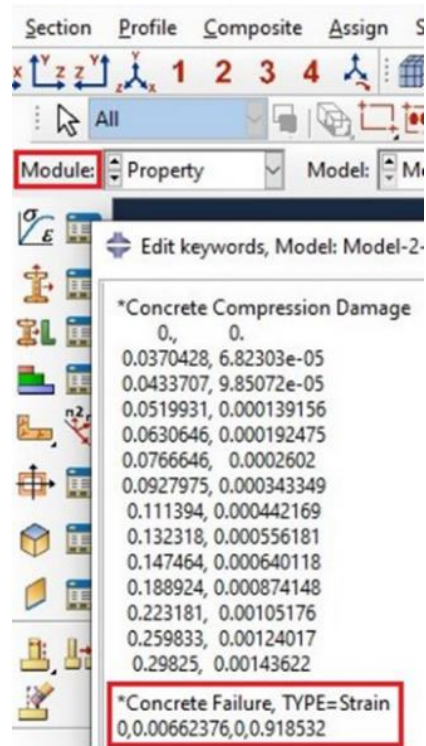 Section Profile Composite Assign S
x Y z z Y Y z x 1 2 3 4
All
Module: Property Model: M
σ ε
Edit keywords, Model: Model-2-
n2
*Concrete Compression Damage
0., 0.
0.0370428, 6.82303e-05
0.0433707, 9.85072e-05
0.0519931, 0.000139156
0.0630646, 0.000192475
0.0766646, 0.0002602
0.0927975, 0.000343349
0.111394, 0.000442169
0.132318, 0.000556181
0.147464, 0.000640118
0.188924, 0.000874148
0.223181, 0.00105176
0.259833, 0.00124017
0.29825, 0.00143622
*Concrete Failure, TYPE=Strain
0,0.00662376,0,0.918532